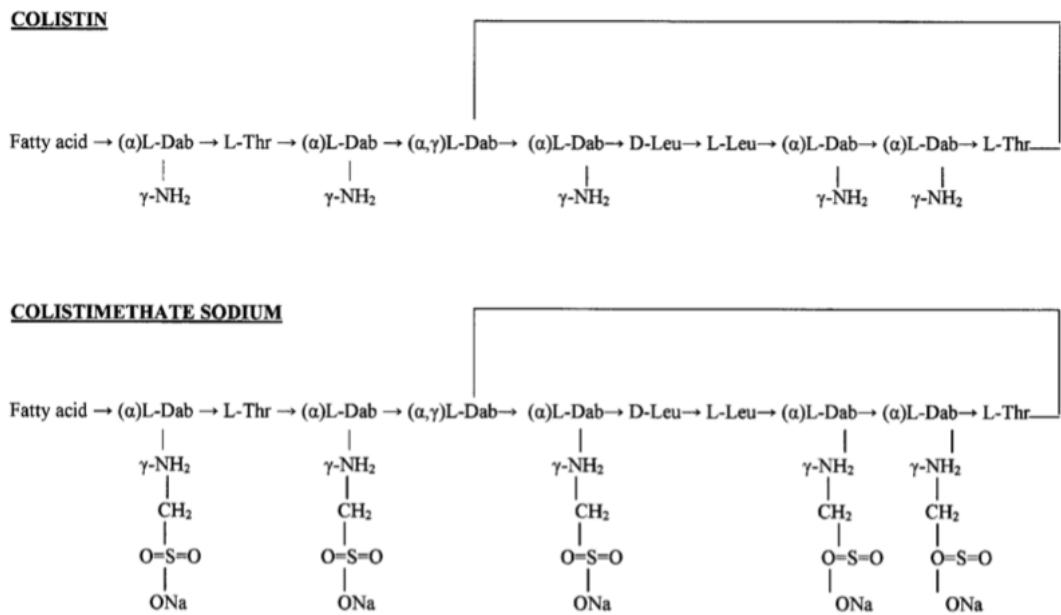 COLISTIN
Fatty acid → (α)L-Dab → L-Thr → (α)L-Dab → (α,γ)L-Dab→ (α)L-Dab→ D-Leu→ L-Leu→ (α)L-Dab→ (α)L-Dab→ L-Thr
γ-NH₂ γ-NH₂ γ-NH₂ γ-NH₂ γ-NH₂
COLISTIMETHATE SODIUM
Fatty acid → (α)L-Dab → L-Thr → (α)L-Dab → (α,γ)L-Dab→ (α)L-Dab→ D-Leu→ L-Leu→ (α)L-Dab→ (α)L-Dab→ L-Thr
γ-NH₂ γ-NH₂ γ-NH₂ γ-NH₂ γ-NH₂
CH₂ CH₂ CH₂ CH₂ CH₂
O=S=O O=S=O O=S=O O=S=O O=S=O
ONa ONa ONa ONa ONa